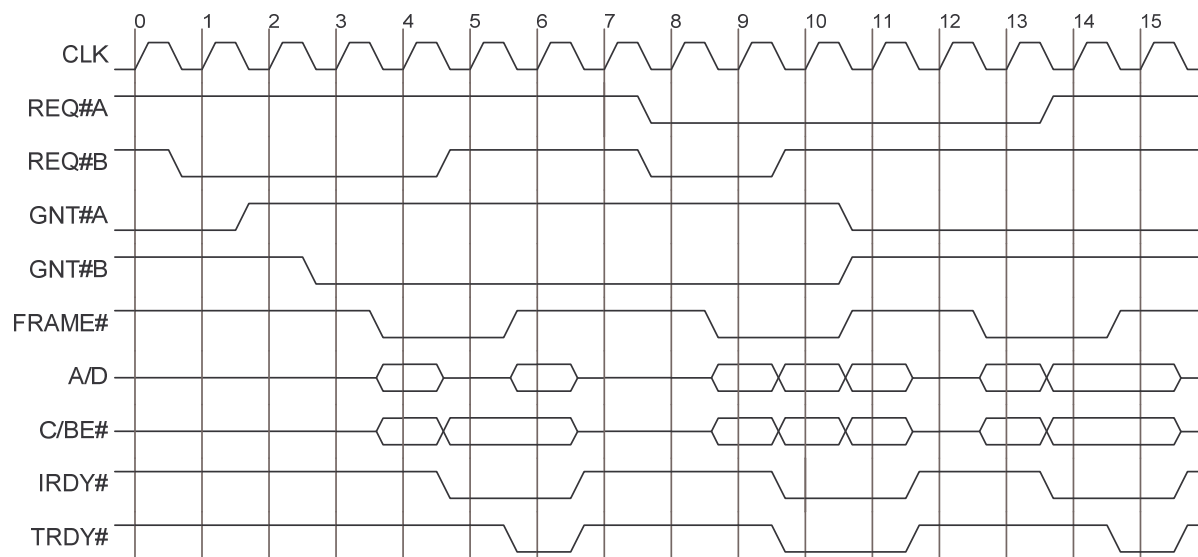 0 1 2 3 4 5 6 7 8 9 10 11 12 13 14 15
CLK
REQ#A
REQ#B
GNT#A
GNT#B
FRAME#
A/D
C/BE#
IRDY#
TRDY#